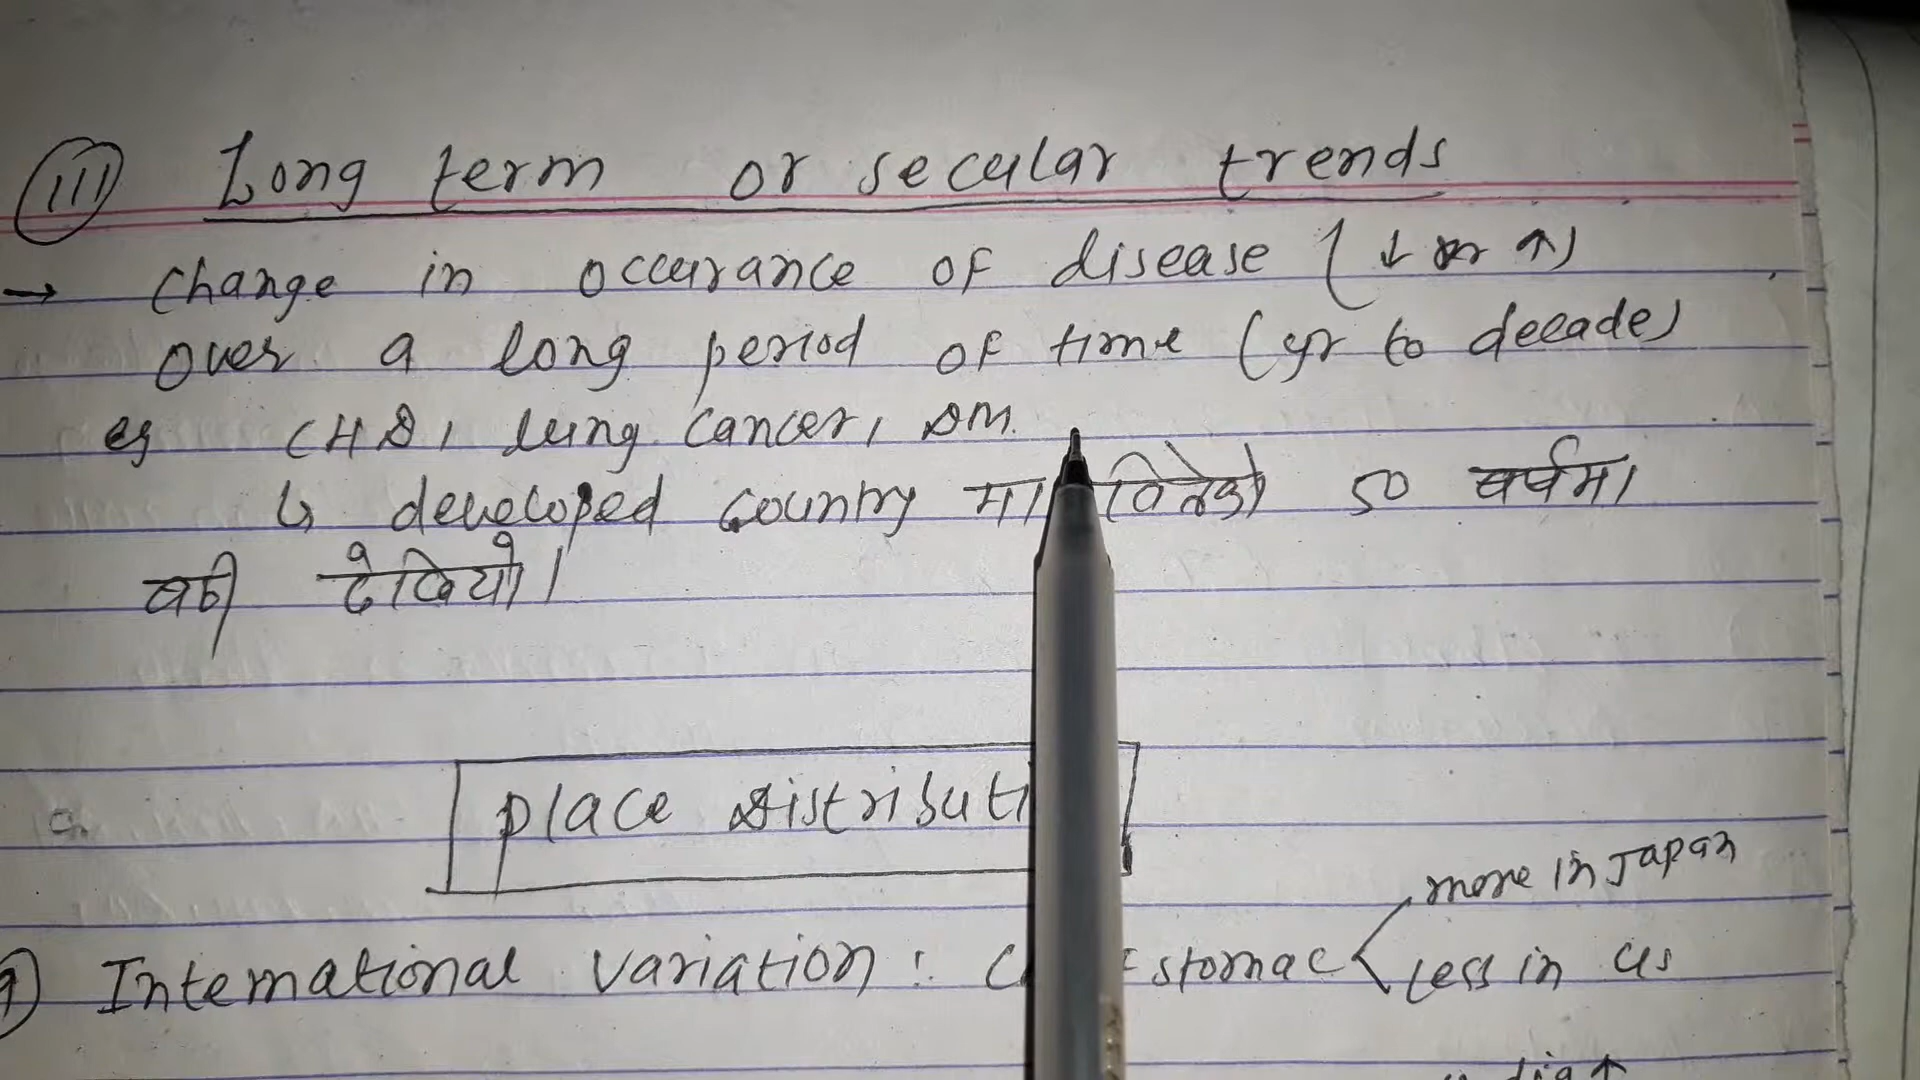 (iii) Long term or secular trends
→ change in occurance of disease (↓ or ↑)
over a long period of time (yr to decade)
eg CHD, lung cancer, DM.
↳ developed country मा बितेको 50 वर्षमा
बढी देखियो।
place Distributi
International variation : stomac < more in Japan
less in us